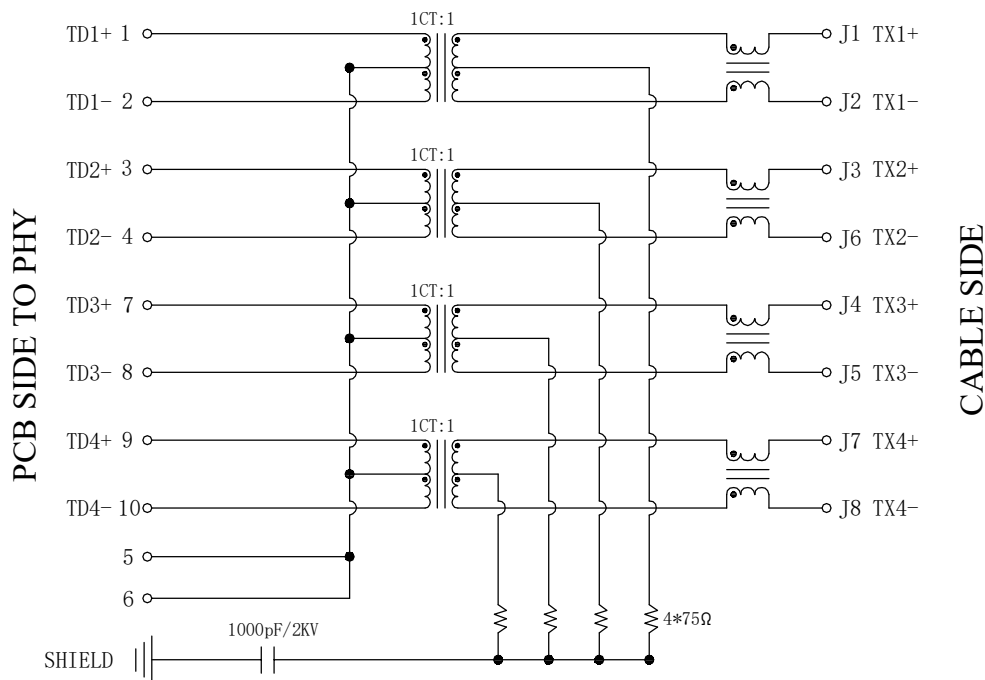 1CT:1
TD1+ 1
J1 TX1+
TD1- 2
J2 TX1-
1CT:1
TD2+ 3
J3 TX2+
TD2- 4
J6 TX2-
PCB SIDE TO PHY
CABLE SIDE
1CT:1
TD3+ 7
J4 TX3+
TD3- 8
J5 TX3-
1CT:1
TD4+ 9
J7 TX4+
TD4- 10
J8 TX4-
5
6
4*75Ω
1000pF/2KV
SHIELD